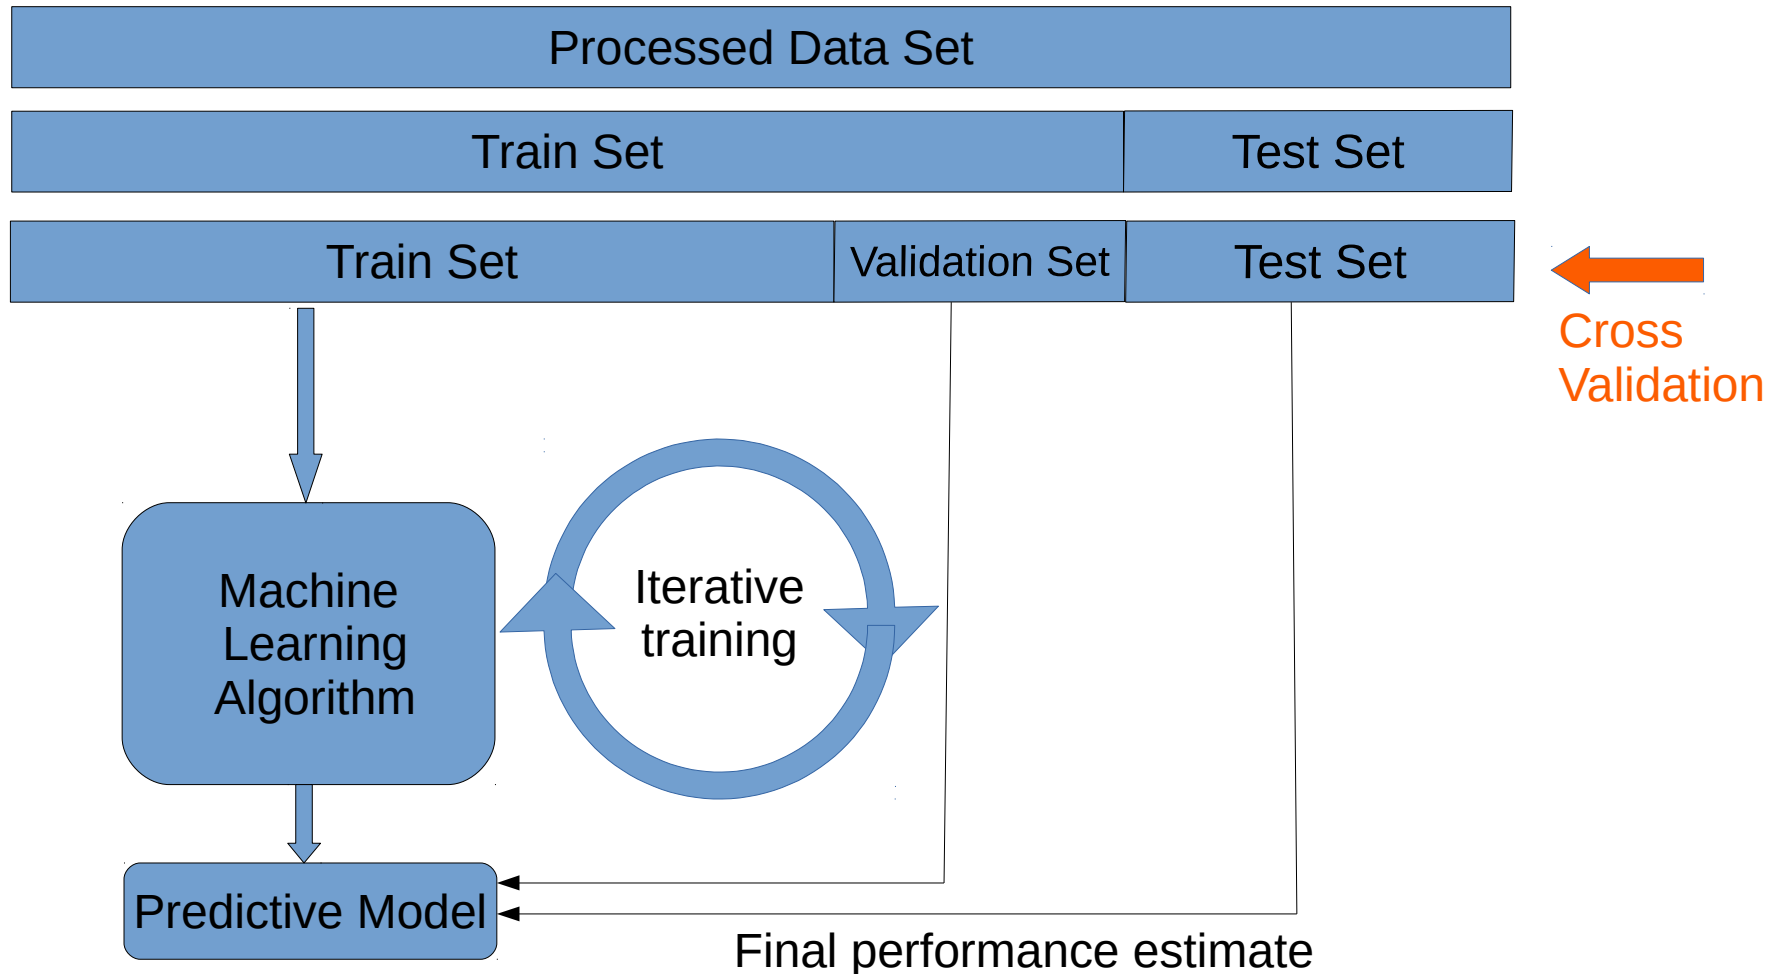 Processed Data Set
Train Set
Test Set
Train Set
Validation Set
Test Set
Cross
Validation
Iterative
training
Machine
Learning
Algorithm
Predictive Model
Final performance estimate